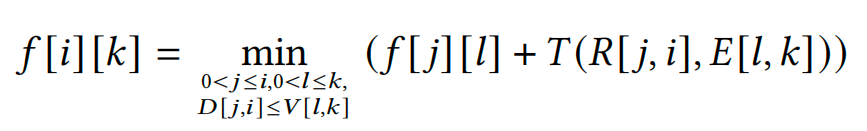 f[i][k] = min (f[j][l] + T(R[j, i], E[l, k]))
0<j≤i,0<l≤k,
D[j,i]≤V[l,k]